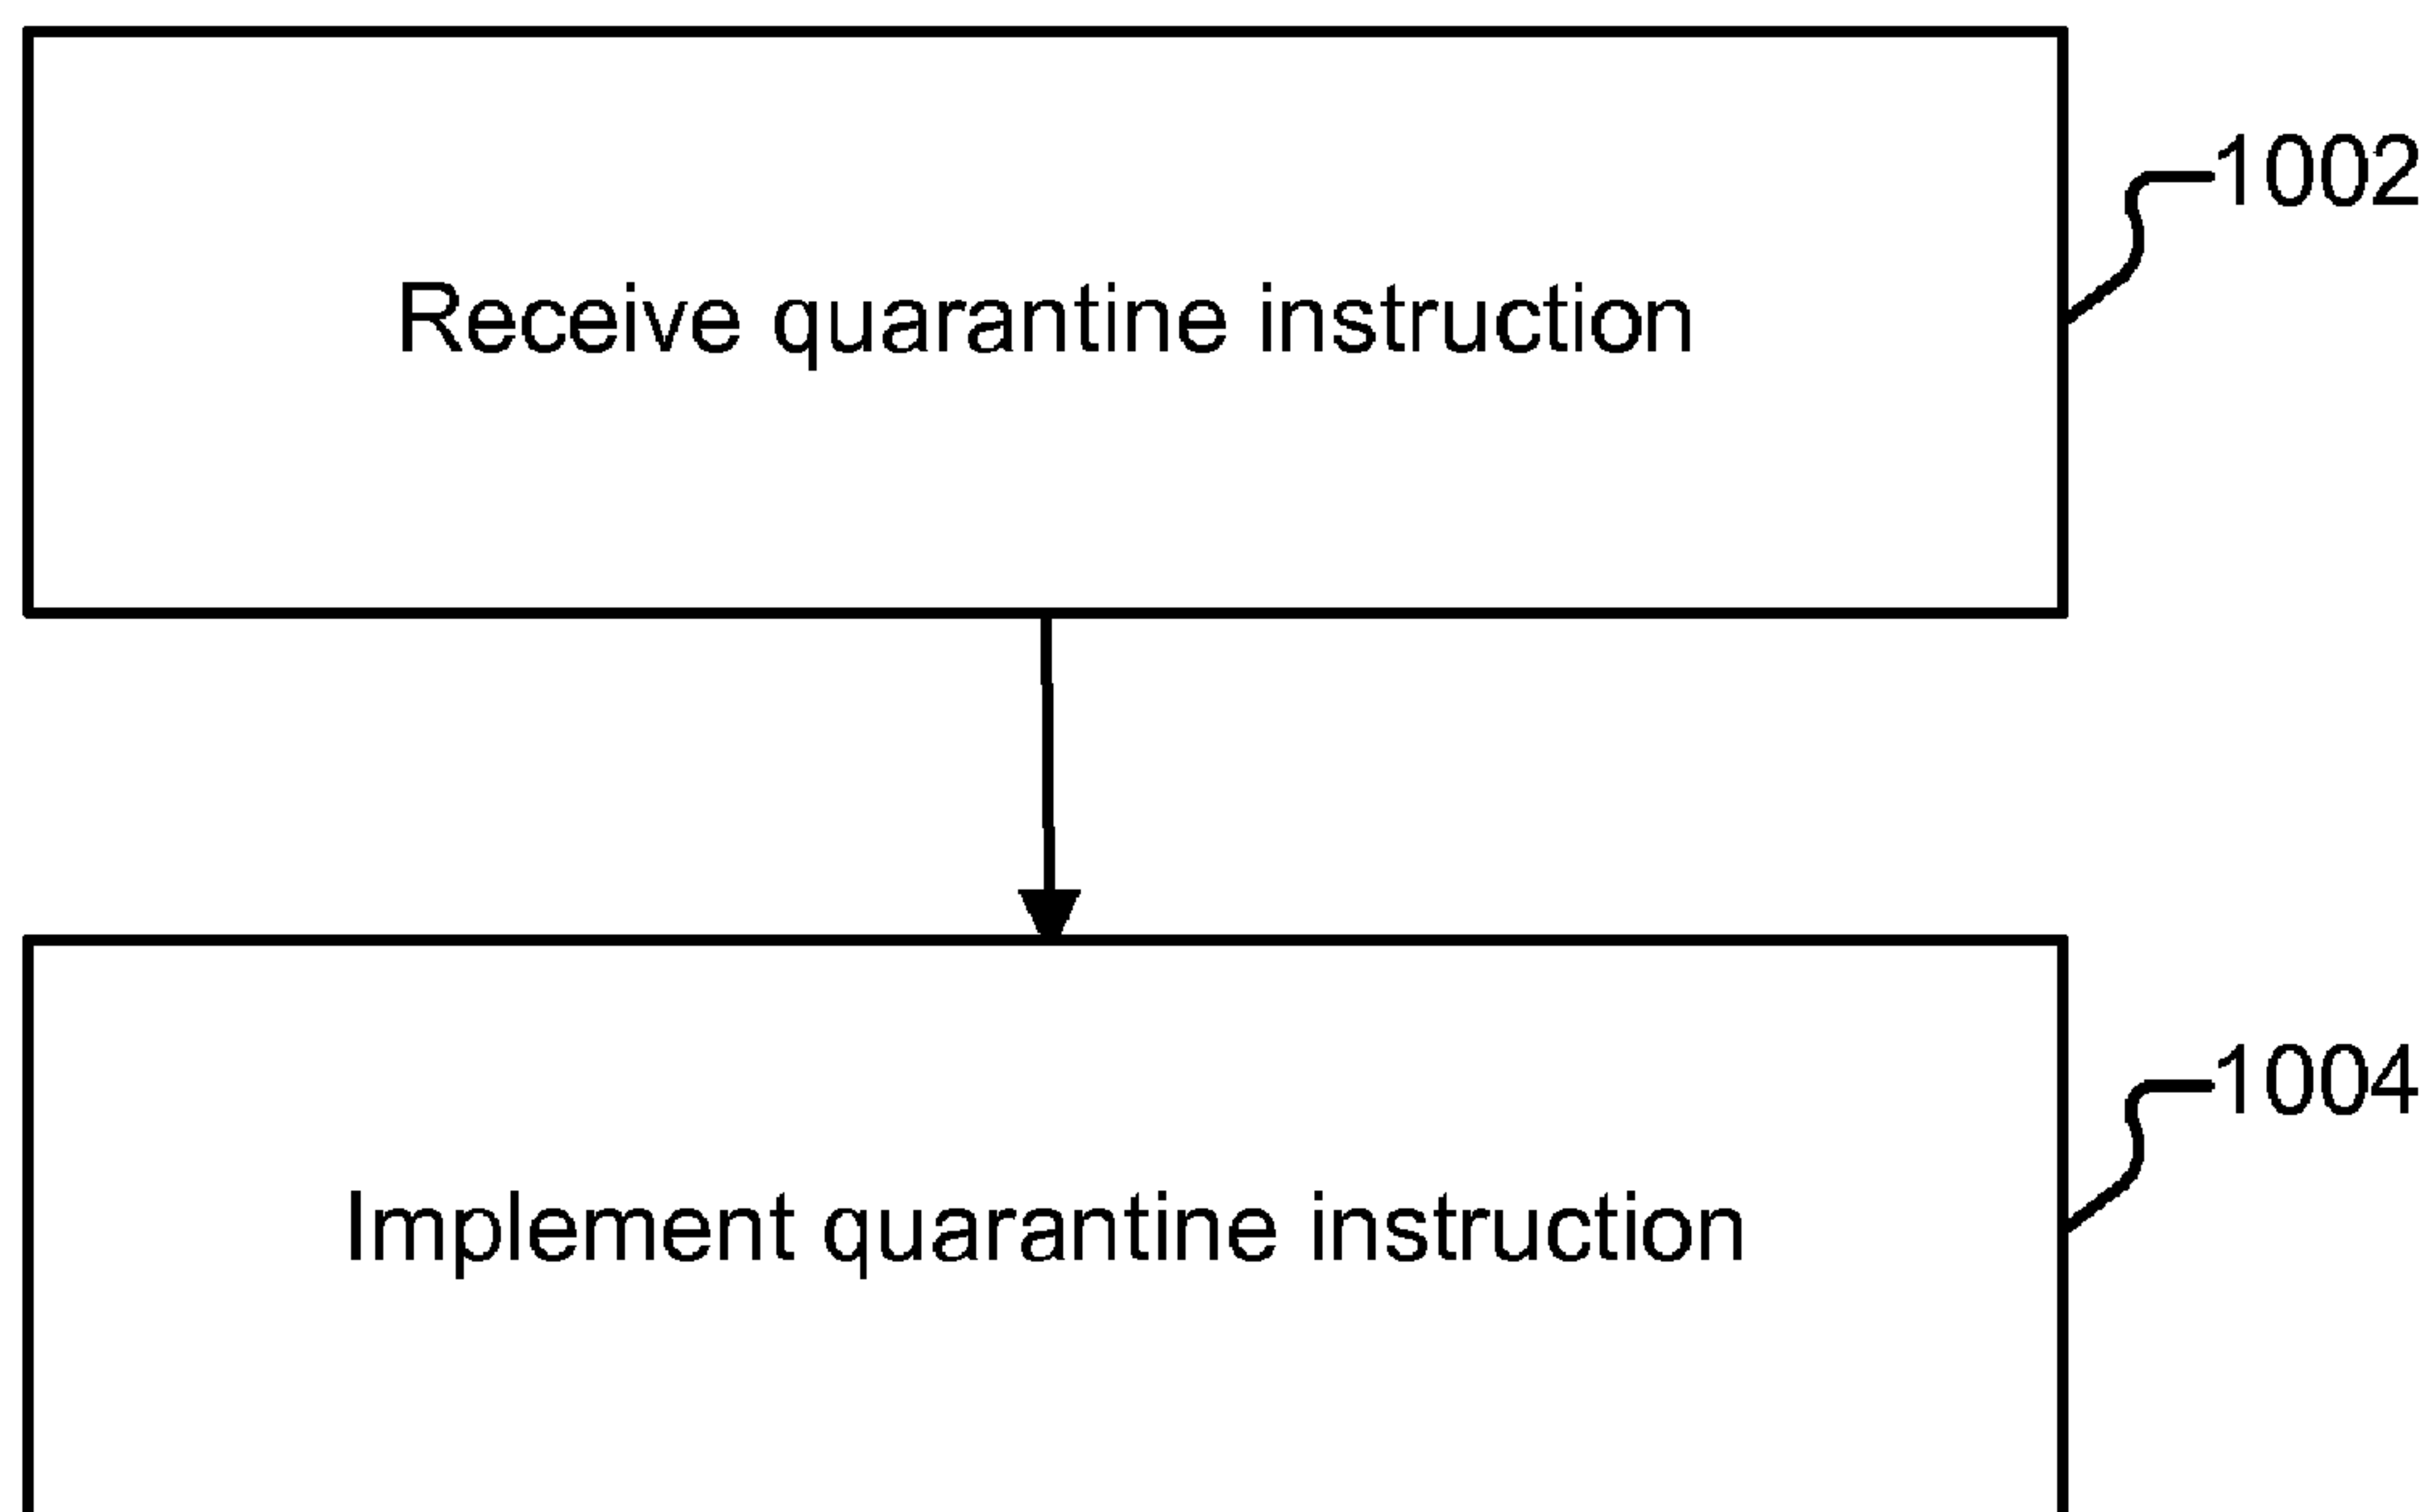 1002
Receive quarantine instruction
1004
Implement quarantine instruction